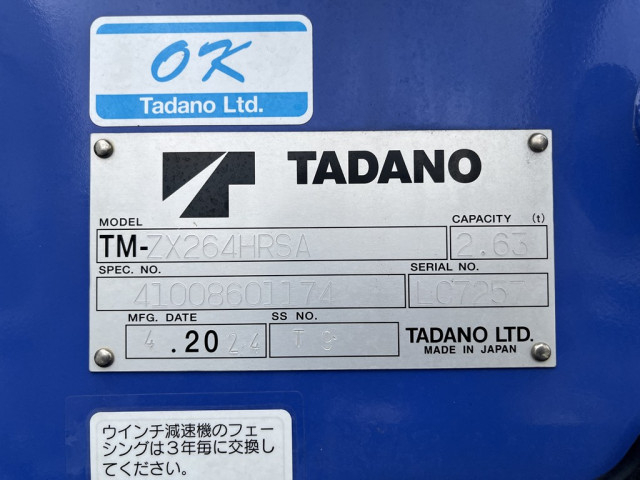 OK
Tadano Ltd.
TADANO
MODEL
CAPACITY (t)
TM-ZX264HRSA
2.63
SPEC. NO.
SERIAL NO.
41008601174
MFG. DATE
SS NO.
4.2024
TADANO LTD.
MADE IN JAPAN
ウインチ減速機のフェー
シングは3年毎に交換し
てください。